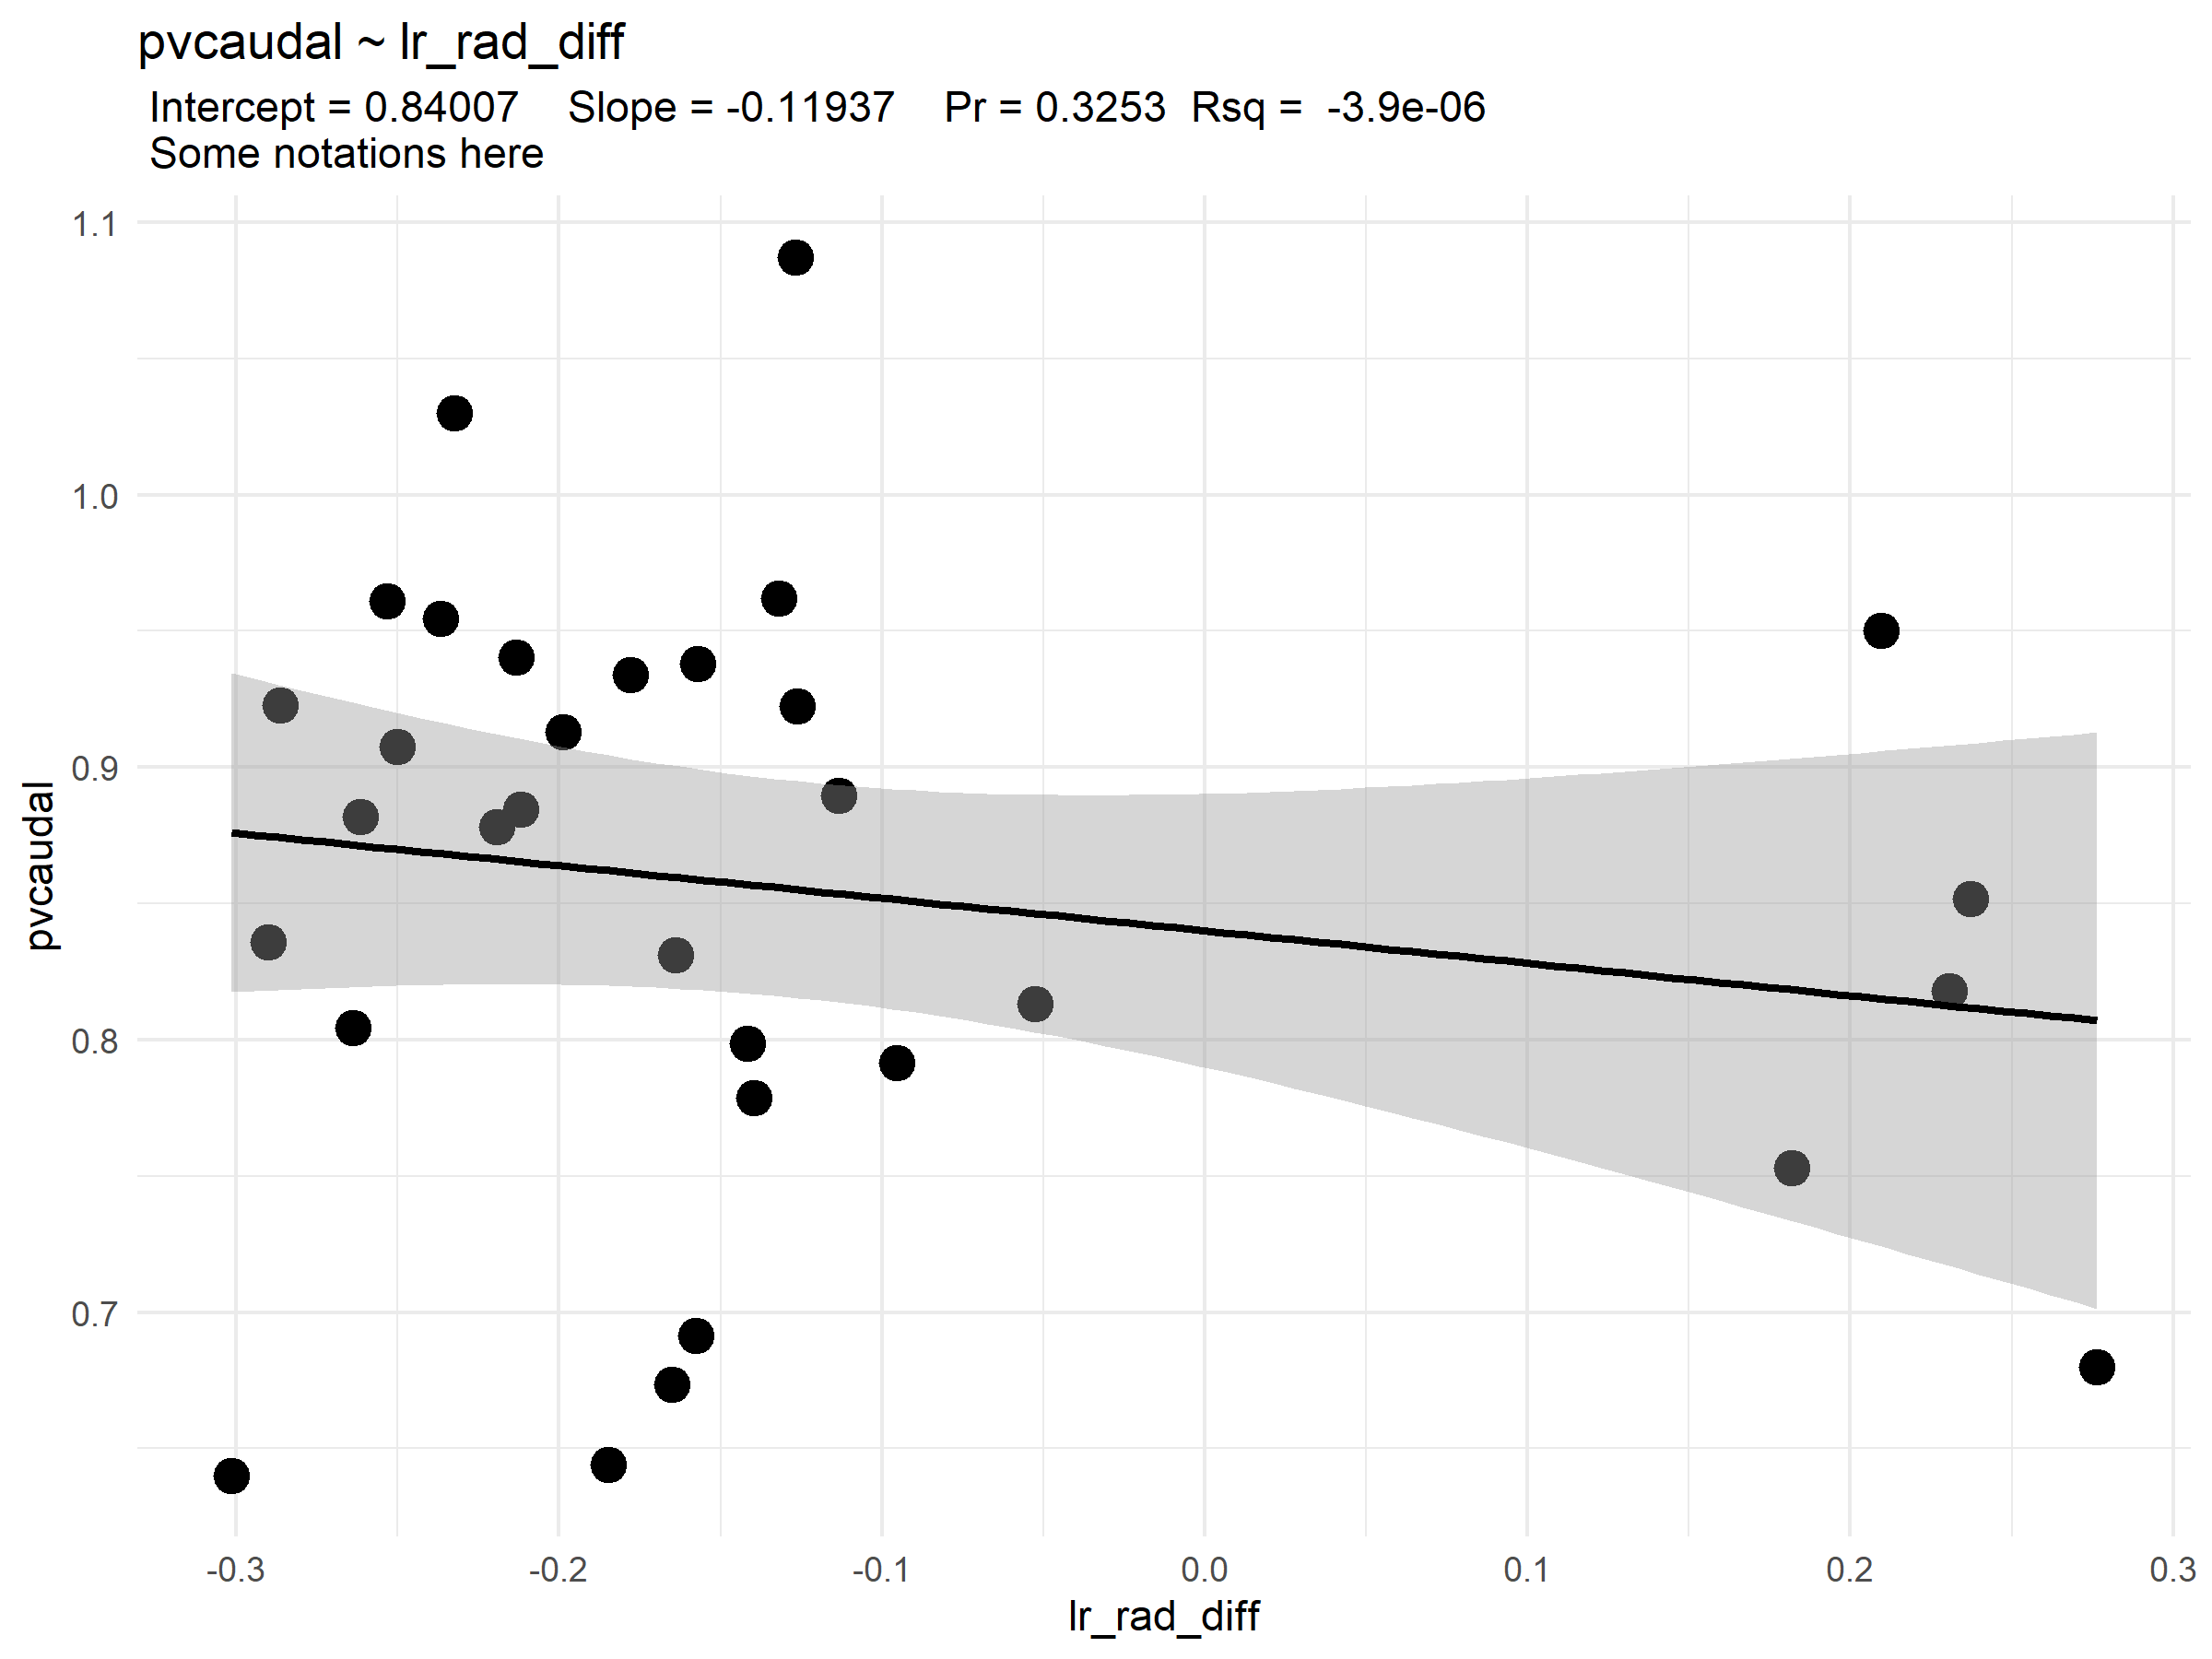 pvcaudal ~ lr_rad_diff
Intercept = 0.84007 Slope = -0.11937 Pr = 0.3253 Rsq = -3.9e-06
Some notations here
1.1
1.0
0.9
0.8
0.7
pvcaudal
-0.3 -0.2 -0.1 0.0 0.1 0.2 0.3
lr_rad_diff